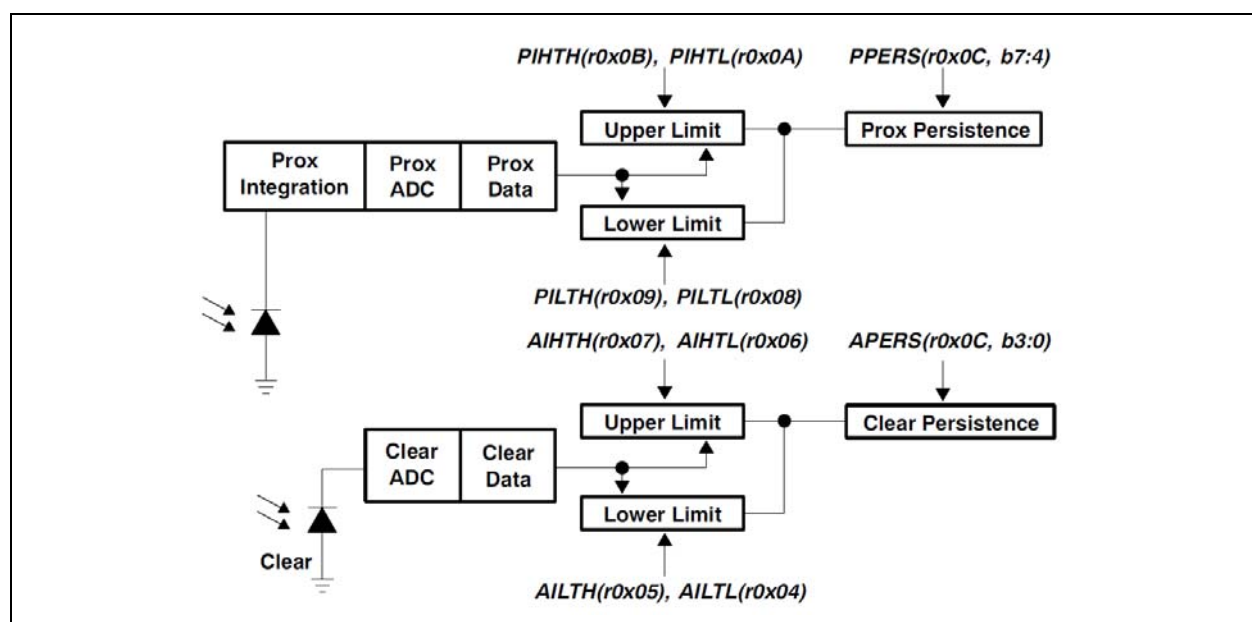 PIHTH(r0x0B), PIHTL(r0x0A)
PPERS(r0x0C, b7:4)
Upper Limit
Prox Persistence
Prox
Integration
Prox
ADC
Prox
Data
Lower Limit
PILTH(r0x09), PILTL(r0x08)
AIHTH(r0x07), AIHTL(r0x06)
APERS(r0x0C, b3:0)
Upper Limit
Clear Persistence
Clear
ADC
Clear
Data
Lower Limit
Clear
AILTH(r0x05), AILTL(r0x04)